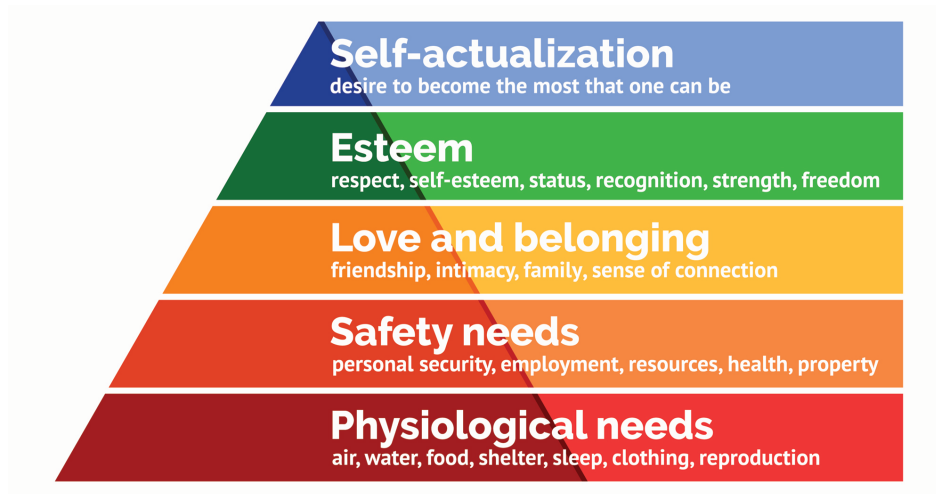 Self-actualization
desire to become the most that one can be
Esteem
respect, self-esteem, status, recognition, strength, freedom
Love and belonging
friendship, intimacy, family, sense of connection
Safety needs
personal security, employment, resources, health, property
Physiological needs
air, water, food, shelter, sleep, clothing, reproduction